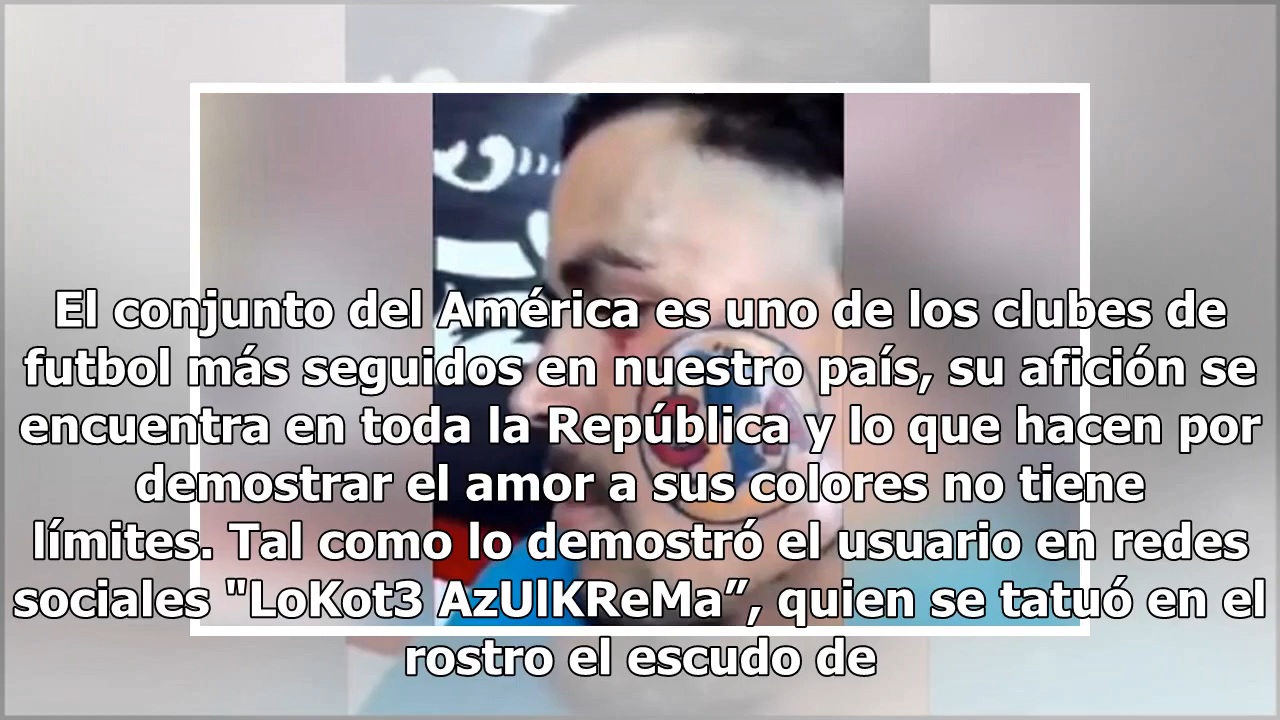 El conjunto del América es uno de los clubes de
futbol más seguidos en nuestro país, su afición se
encuentra en toda la República y lo que hacen por
demostrar el amor a sus colores no tiene
límites. Tal como lo demostró el usuario en redes
sociales "LoKot3 AzUlKReMa”, quien se tatuó en el
rostro el escudo de